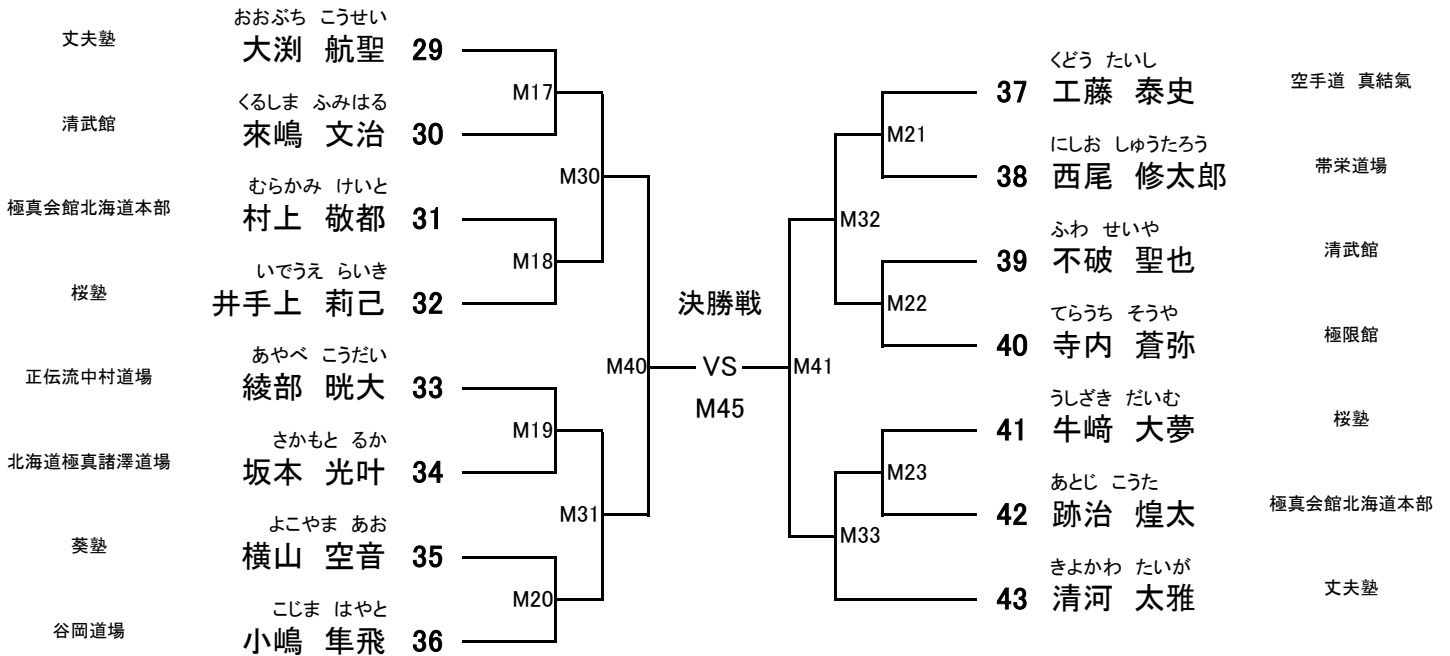 おおぶち こうせい
丈夫塾 大渕 航聖 29
M17
くるしま ふみはる
清武館 來嶋 文治 30
M30
むらかみ けいと
極真会館北海道本部 村上 敬都 31
M18
いでうえ らいき
桜塾 井手上 莉己 32
あやべ こうだい
正伝流中村道場 綾部 晄大 33
M19
さかもと るか
北海道極真諸澤道場 坂本 光叶 34
M31
よこやま あお
葵塾 横山 空音 35
M20
こじま はやと
谷岡道場 小嶋 隼飛 36
M40
決勝戦
VS
M45
M41
くどう たいし
37 工藤 泰史 空手道 真結氣
M21
にしお しゅうたろう
38 西尾 修太郎 帯栄道場
M32
ふわ せいや
39 不破 聖也 清武館
M22
てらうち そうや
40 寺内 蒼弥 極限館
うしざき だいむ
41 牛﨑 大夢 桜塾
M23
あとじ こうた
42 跡治 煌太 極真会館北海道本部
M33
きよかわ たいが
43 清河 太雅 丈夫塾